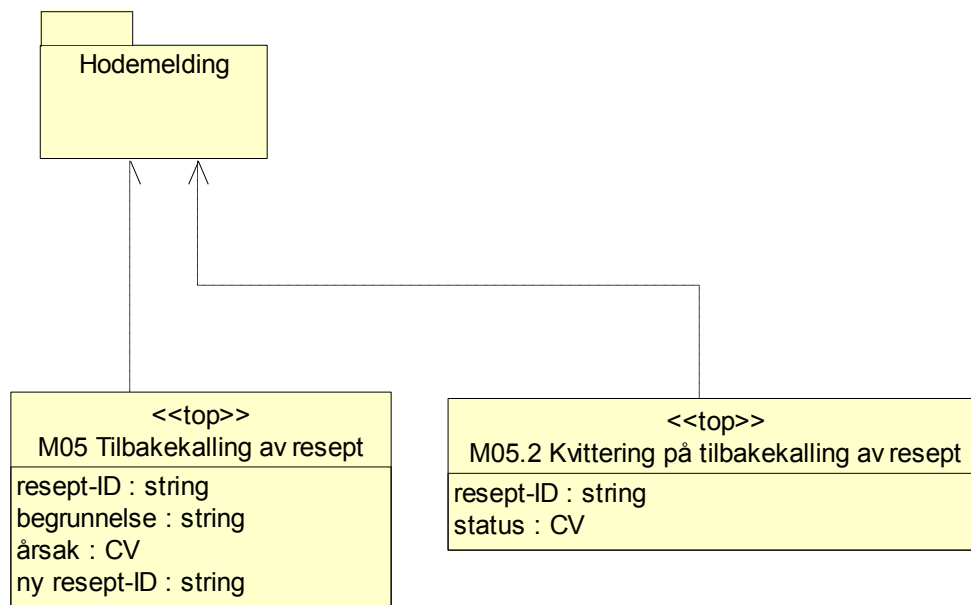 Hodemelding
<<top>>
M05 Tilbakekalling av resept
resept-ID : string
begrunnelse : string
årsak : CV
ny resept-ID : string
<<top>>
M05.2 Kvittering på tilbakekalling av resept
resept-ID : string
status : CV